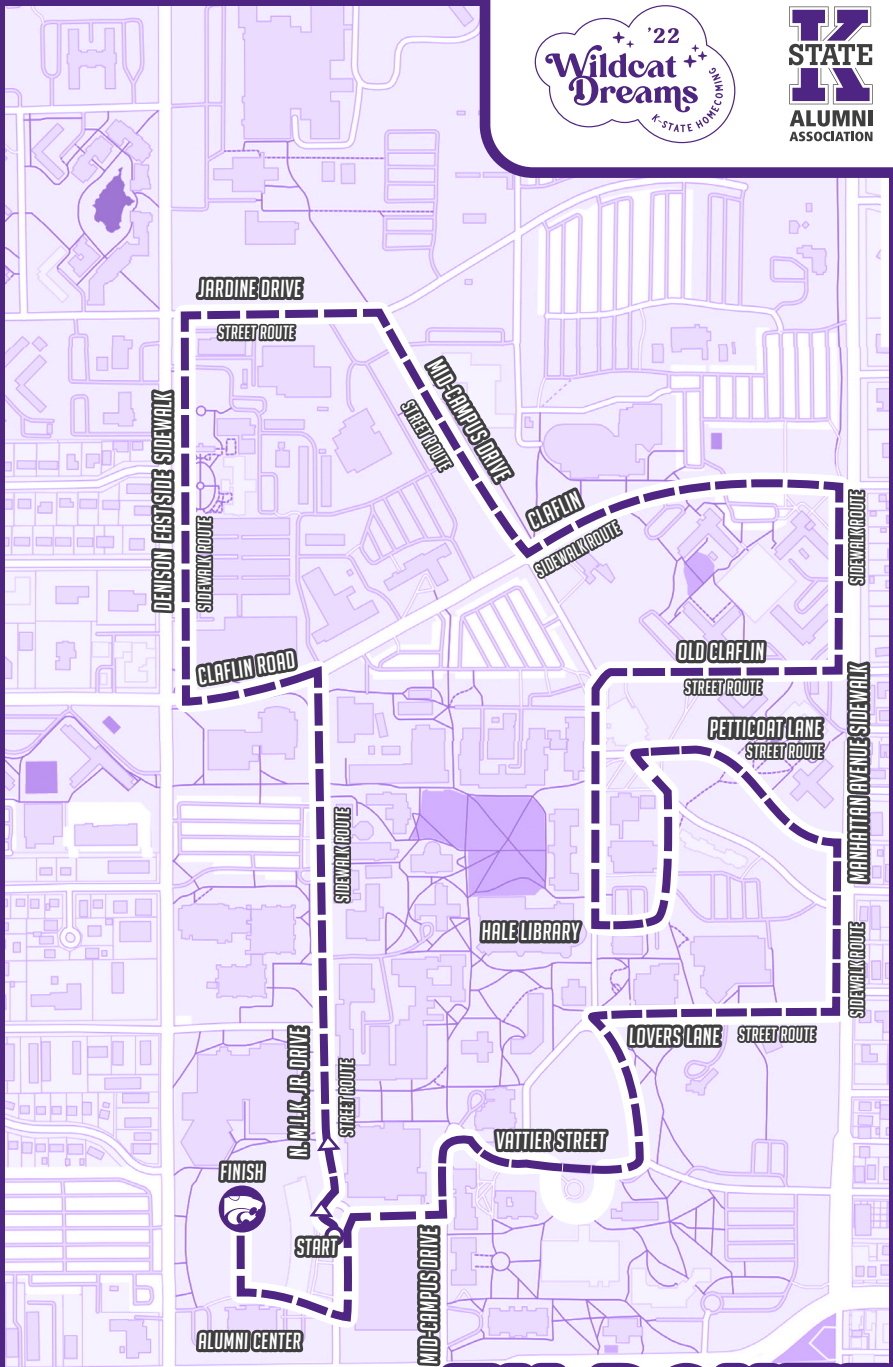 '22
Wildcat
Dreams
K-STATE HOMECOMING
K
STATE
ALUMNI
ASSOCIATION
JARDINE DRIVE
STREET ROUTE
MID-CAMPUS DRIVE
STREET ROUTE
DENISON EAST SIDE SIDEWALK
SIDEWALK ROUTE
CLAFLIN
SIDEWALK ROUTE
SIDEWALK ROUTE
CLAFLIN ROAD
OLD CLAFLIN
STREET ROUTE
PETTICOAT LANE
STREET ROUTE
MANHATTAN AVENUE SIDEWALK
SIDEWALK ROUTE
HALE LIBRARY
SIDEWALK ROUTE
LOVERS LANE
STREET ROUTE
N. M.L.K. JR. DRIVE
STREET ROUTE
VATTIER STREET
FINISH
START
MID-CAMPUS DRIVE
ALUMNI CENTER